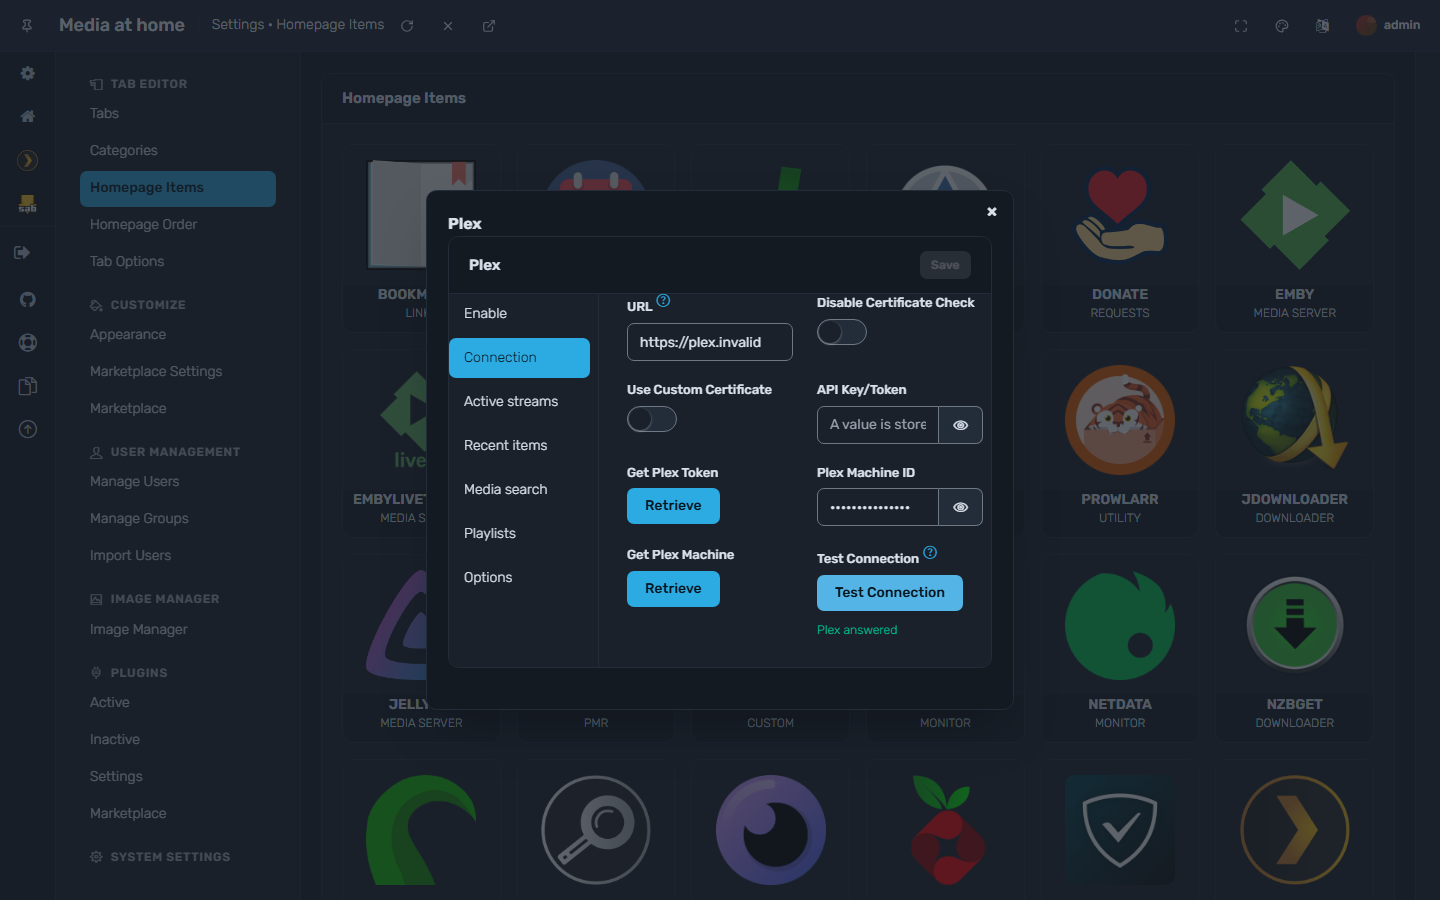 Media at home
Settings • Homepage Items
admin
TAB EDITOR
Tabs
Categories
Homepage Items
Homepage Order
Tab Options
CUSTOMIZE
Appearance
Marketplace Settings
Marketplace
USER MANAGEMENT
Manage Users
Manage Groups
Import Users
IMAGE MANAGER
Image Manager
PLUGINS
Active
Inactive
Settings
Marketplace
SYSTEM SETTINGS
sab
Homepage Items
DONATE
REQUESTS
EMBY
MEDIA SERVER
live
PROWLARR
UTILITY
JDOWNLOADER
DOWNLOADER
MEDIA SERVER
PMR
CUSTOM
MONITOR
NETDATA
MONITOR
NZBGET
DOWNLOADER
Plex
Plex
Save
Enable
Connection
Active streams
Recent items
Media search
Playlists
Options
URL
https://plex.invalid
Disable Certificate Check
Use Custom Certificate
API Key/Token
A value is store
Get Plex Token
Retrieve
Plex Machine ID
Get Plex Machine
Retrieve
Test Connection
Test Connection
Plex answered